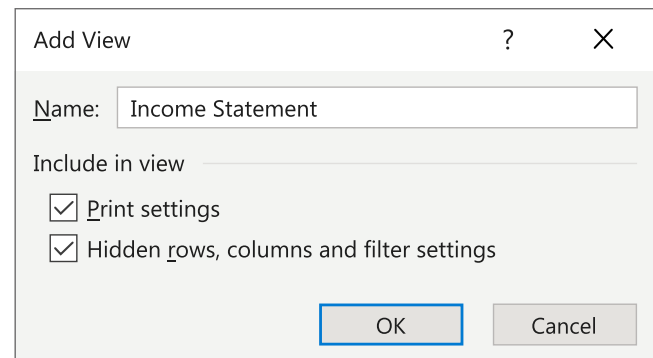 Add View ?
Name: Income Statement
Include in view
Print settings
Hidden rows, columns and filter settings
OK Cancel